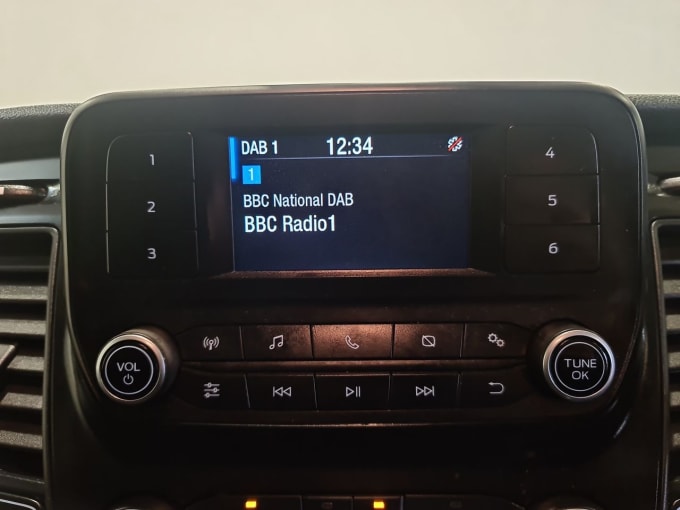 DAB 1 12:34
1
BBC National DAB
BBC Radio1
1
2
3
4
5
6
VOL
TUNE
OK